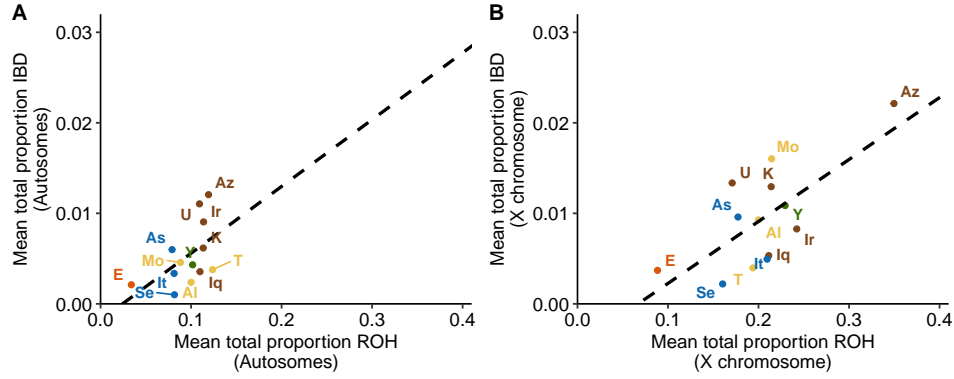 A
Mean total proportion IBD
(Autosomes)
0.03
0.02
0.01
0.00
Az
U
Ir
As
Y
K
Mo
T
E
It
Iq
Se
Al
0.0
0.1
0.2
0.3
0.4
Mean total proportion ROH
(Autosomes)
B
Mean total proportion IBD
(X chromosome)
0.03
0.02
0.01
0.00
Az
Mo
U
K
As
Y
Al
Ir
E
It
Iq
T
Se
0.0
0.1
0.2
0.3
0.4
Mean total proportion ROH
(X chromosome)